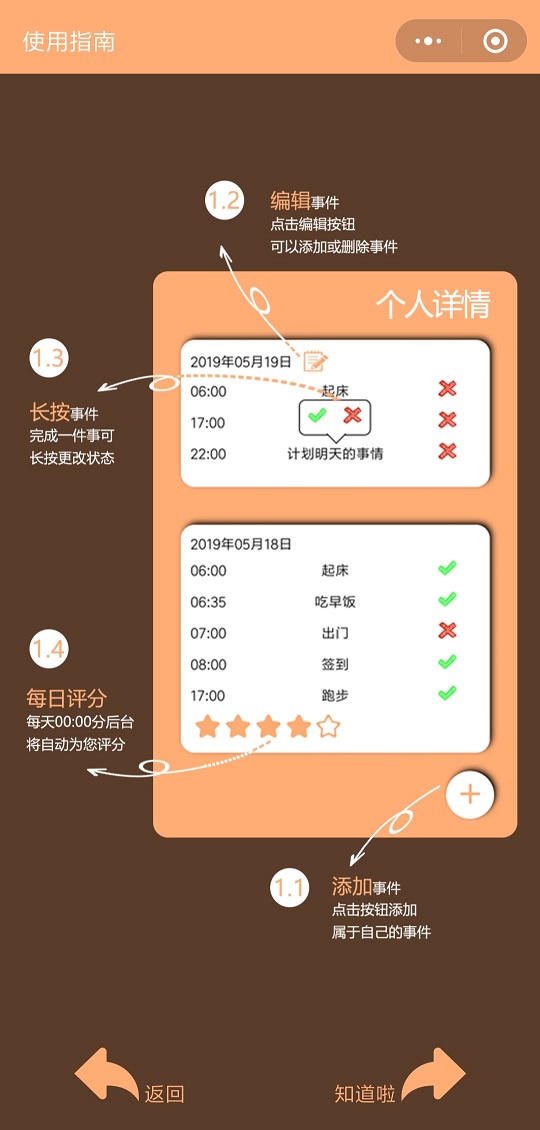 使用指南
1.2
编辑事件
点击编辑按钮
可以添加或删除事件
个人详情
2019年05月19日
06:00 起床
17:00
22:00 计划明天的事情
1.3
长按事件
完成一件事可
长按更改状态
2019年05月18日
06:00 起床
06:35 吃早饭
07:00 出门
08:00 签到
17:00 跑步
1.4
每日评分
每天00:00分后台
将自动为您评分
1.1
添加事件
点击按钮添加
属于自己的事件
返回
知道啦